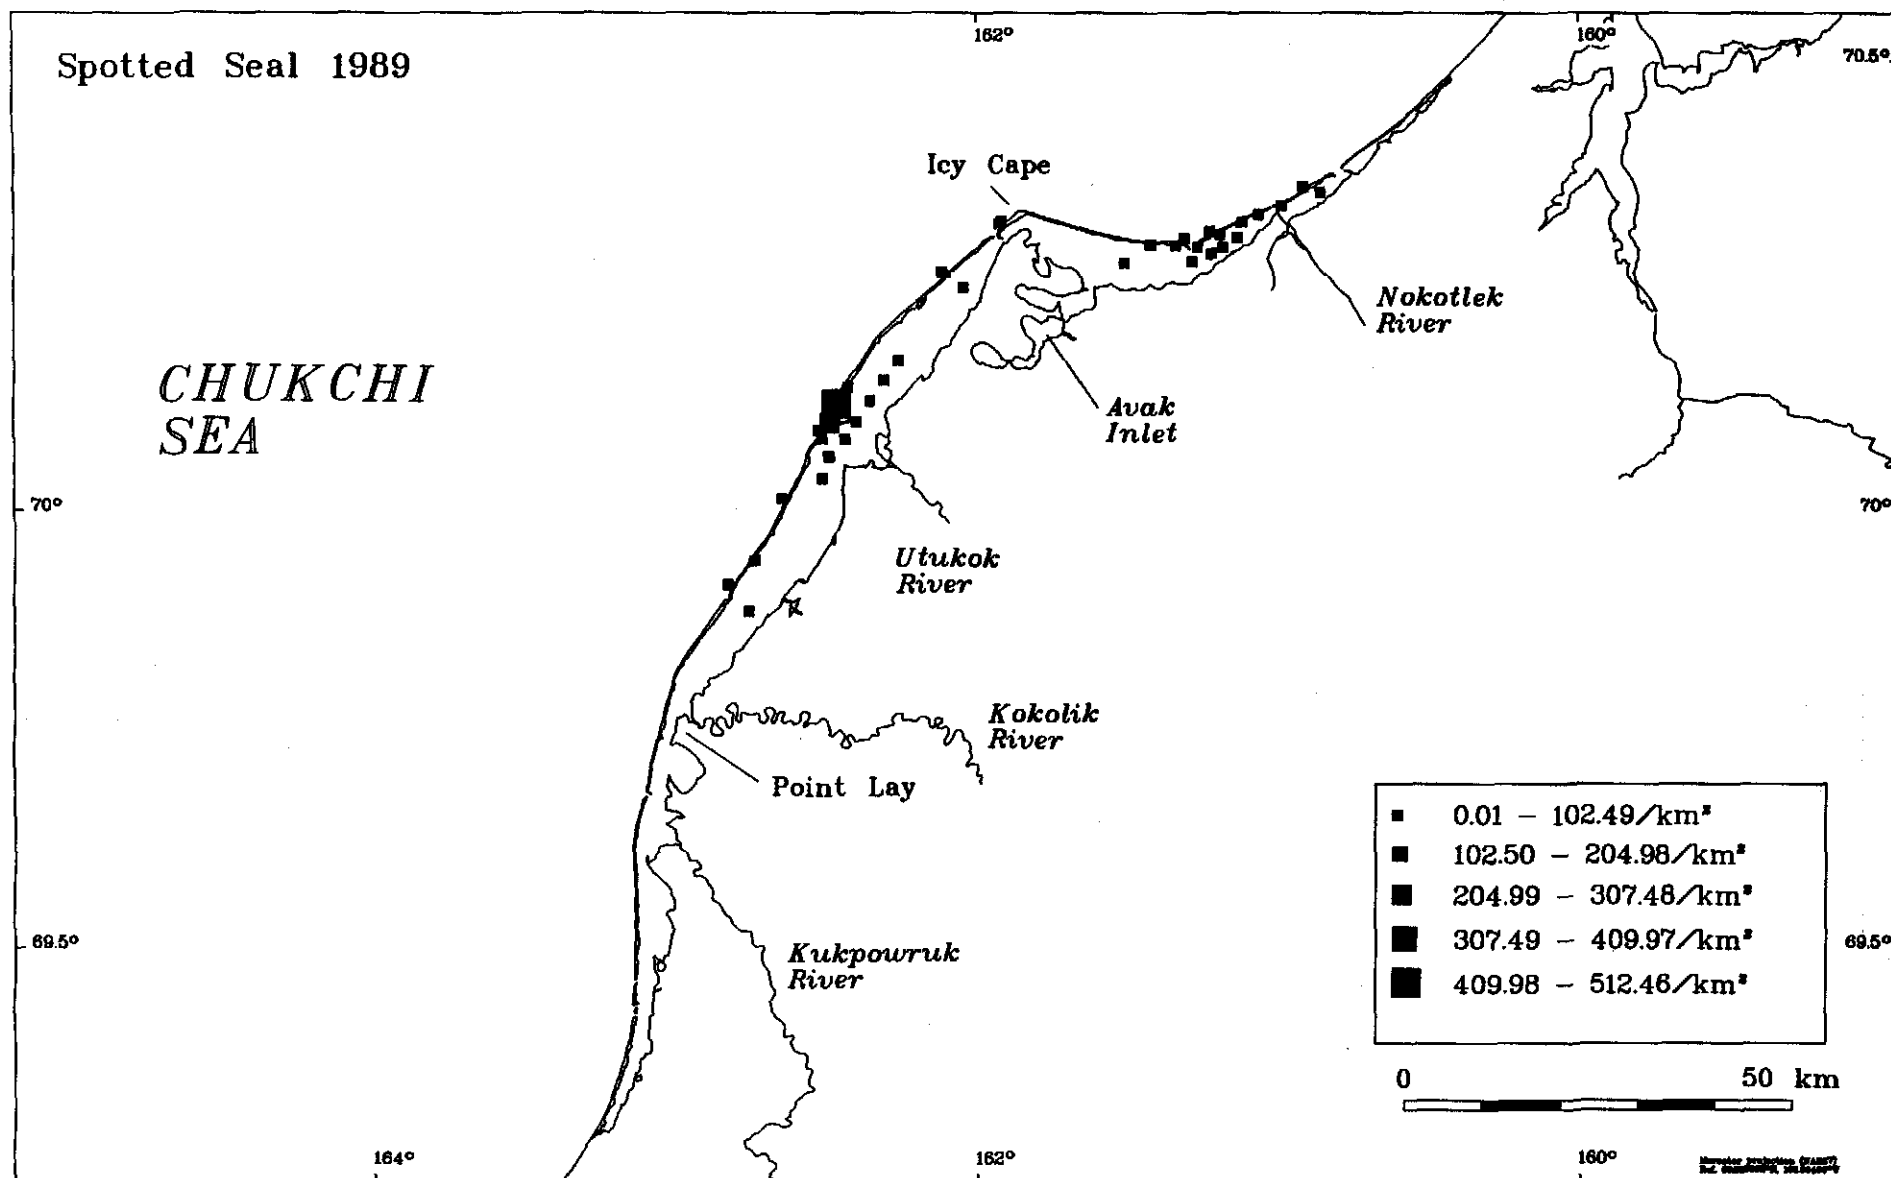 Spotted Seal 1989
162°
160°
70.5°
Icy Cape
Nokotlek
River
CHUKCHI
SEA
Avak
Inlet
70°
70°
Utukok
River
Kokolik
River
Point Lay
0.01 – 102.49/km²
102.50 – 204.98/km²
204.99 – 307.48/km²
307.49 – 409.97/km²
409.98 – 512.46/km²
69.5°
69.5°
Kukpowruk
River
0 50 km
164°
162°
160°